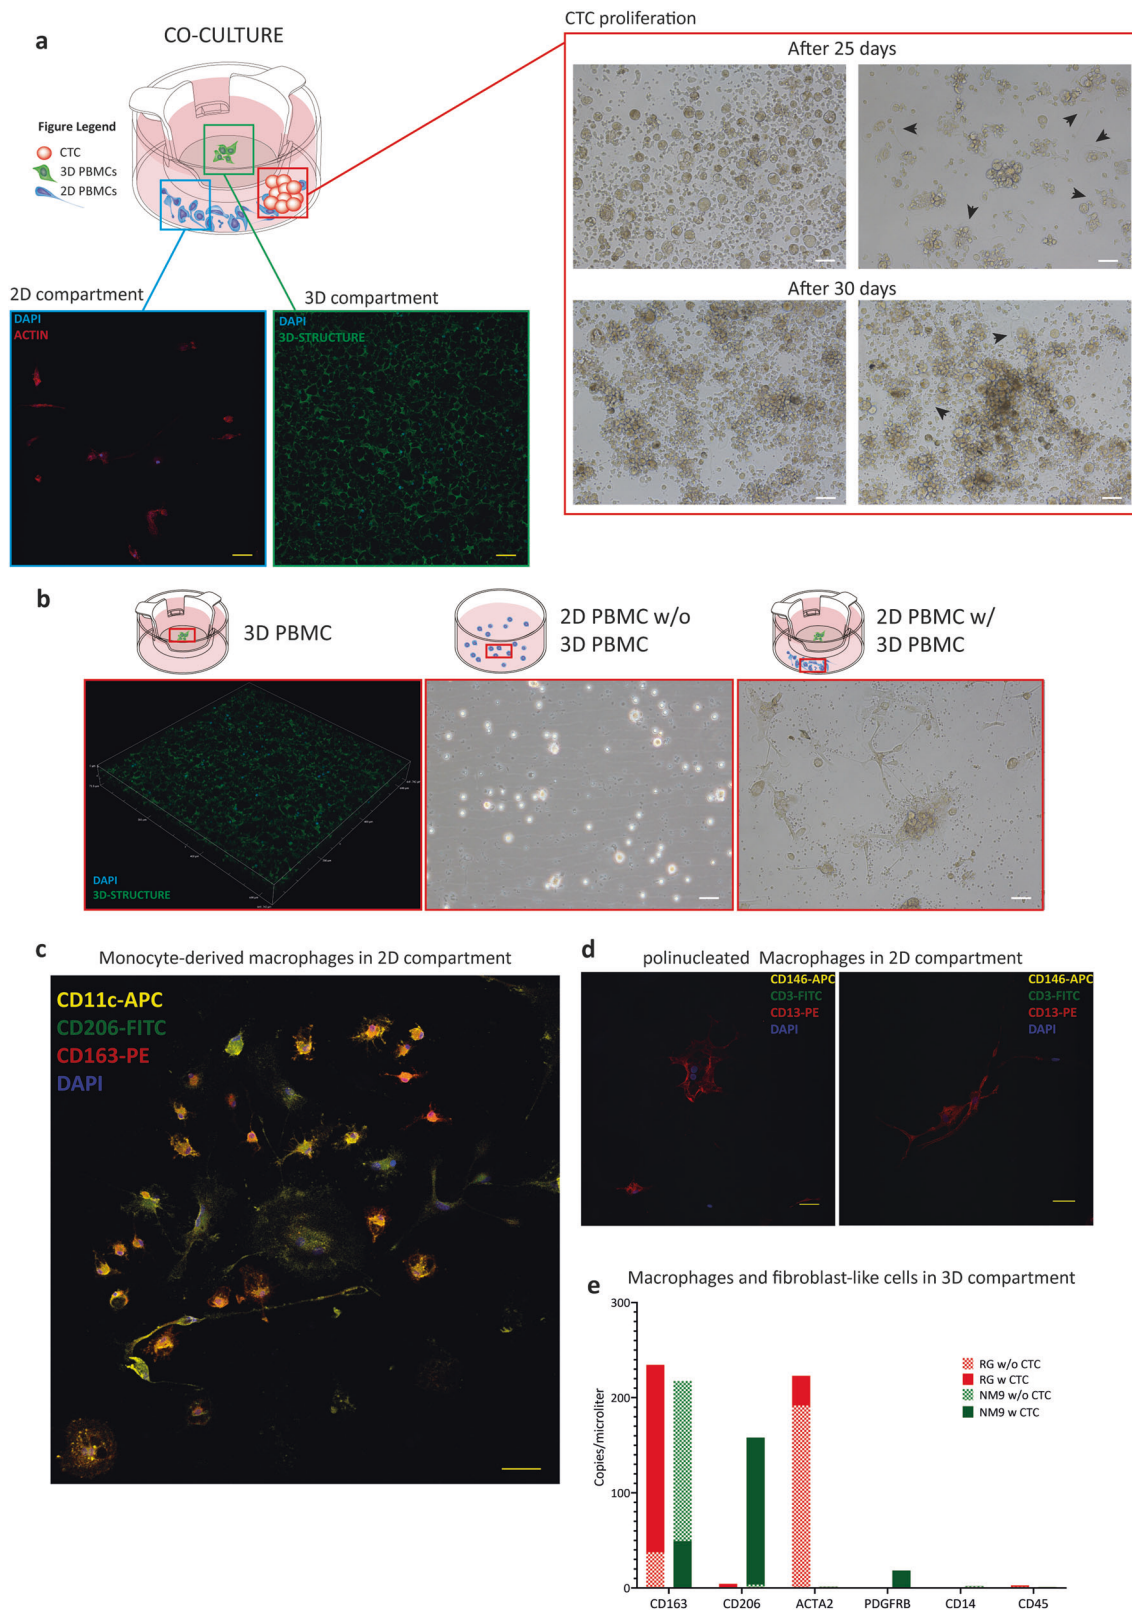 a
CO-CULTURE
Figure Legend
CTC
3D PBMCs
2D PBMCs
CTC proliferation
After 25 days
After 30 days
2D compartment
DAPI
ACTIN
3D compartment
DAPI
3D-STRUCTURE
b
3D PBMC
2D PBMC w/o
3D PBMC
2D PBMC w/
3D PBMC
DAPI
3D-STRUCTURE
c
Monocyte-derived macrophages in 2D compartment
CD11c-APC
CD206-FITC
CD163-PE
DAPI
d
polinucleated Macrophages in 2D compartment
CD146-APC
CD3-FITC
CD13-PE
DAPI
CD146-APC
CD3-FITC
CD13-PE
DAPI
e
Macrophages and fibroblast-like cells in 3D compartment
Copies/microliter
300
200
100
0
RG w/o CTC
RG w CTC
NM9 w/o CTC
NM9 w CTC
CD163 CD206 ACTA2 PDGFRB CD14 CD45